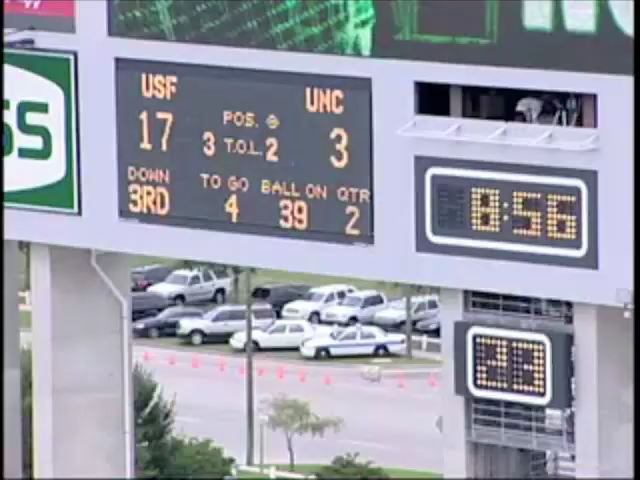 USF UNC
17 POS. 3
3 T.O.L. 2
DOWN TO GO BALL ON QTR
3RD 4 39 2
8:56
28